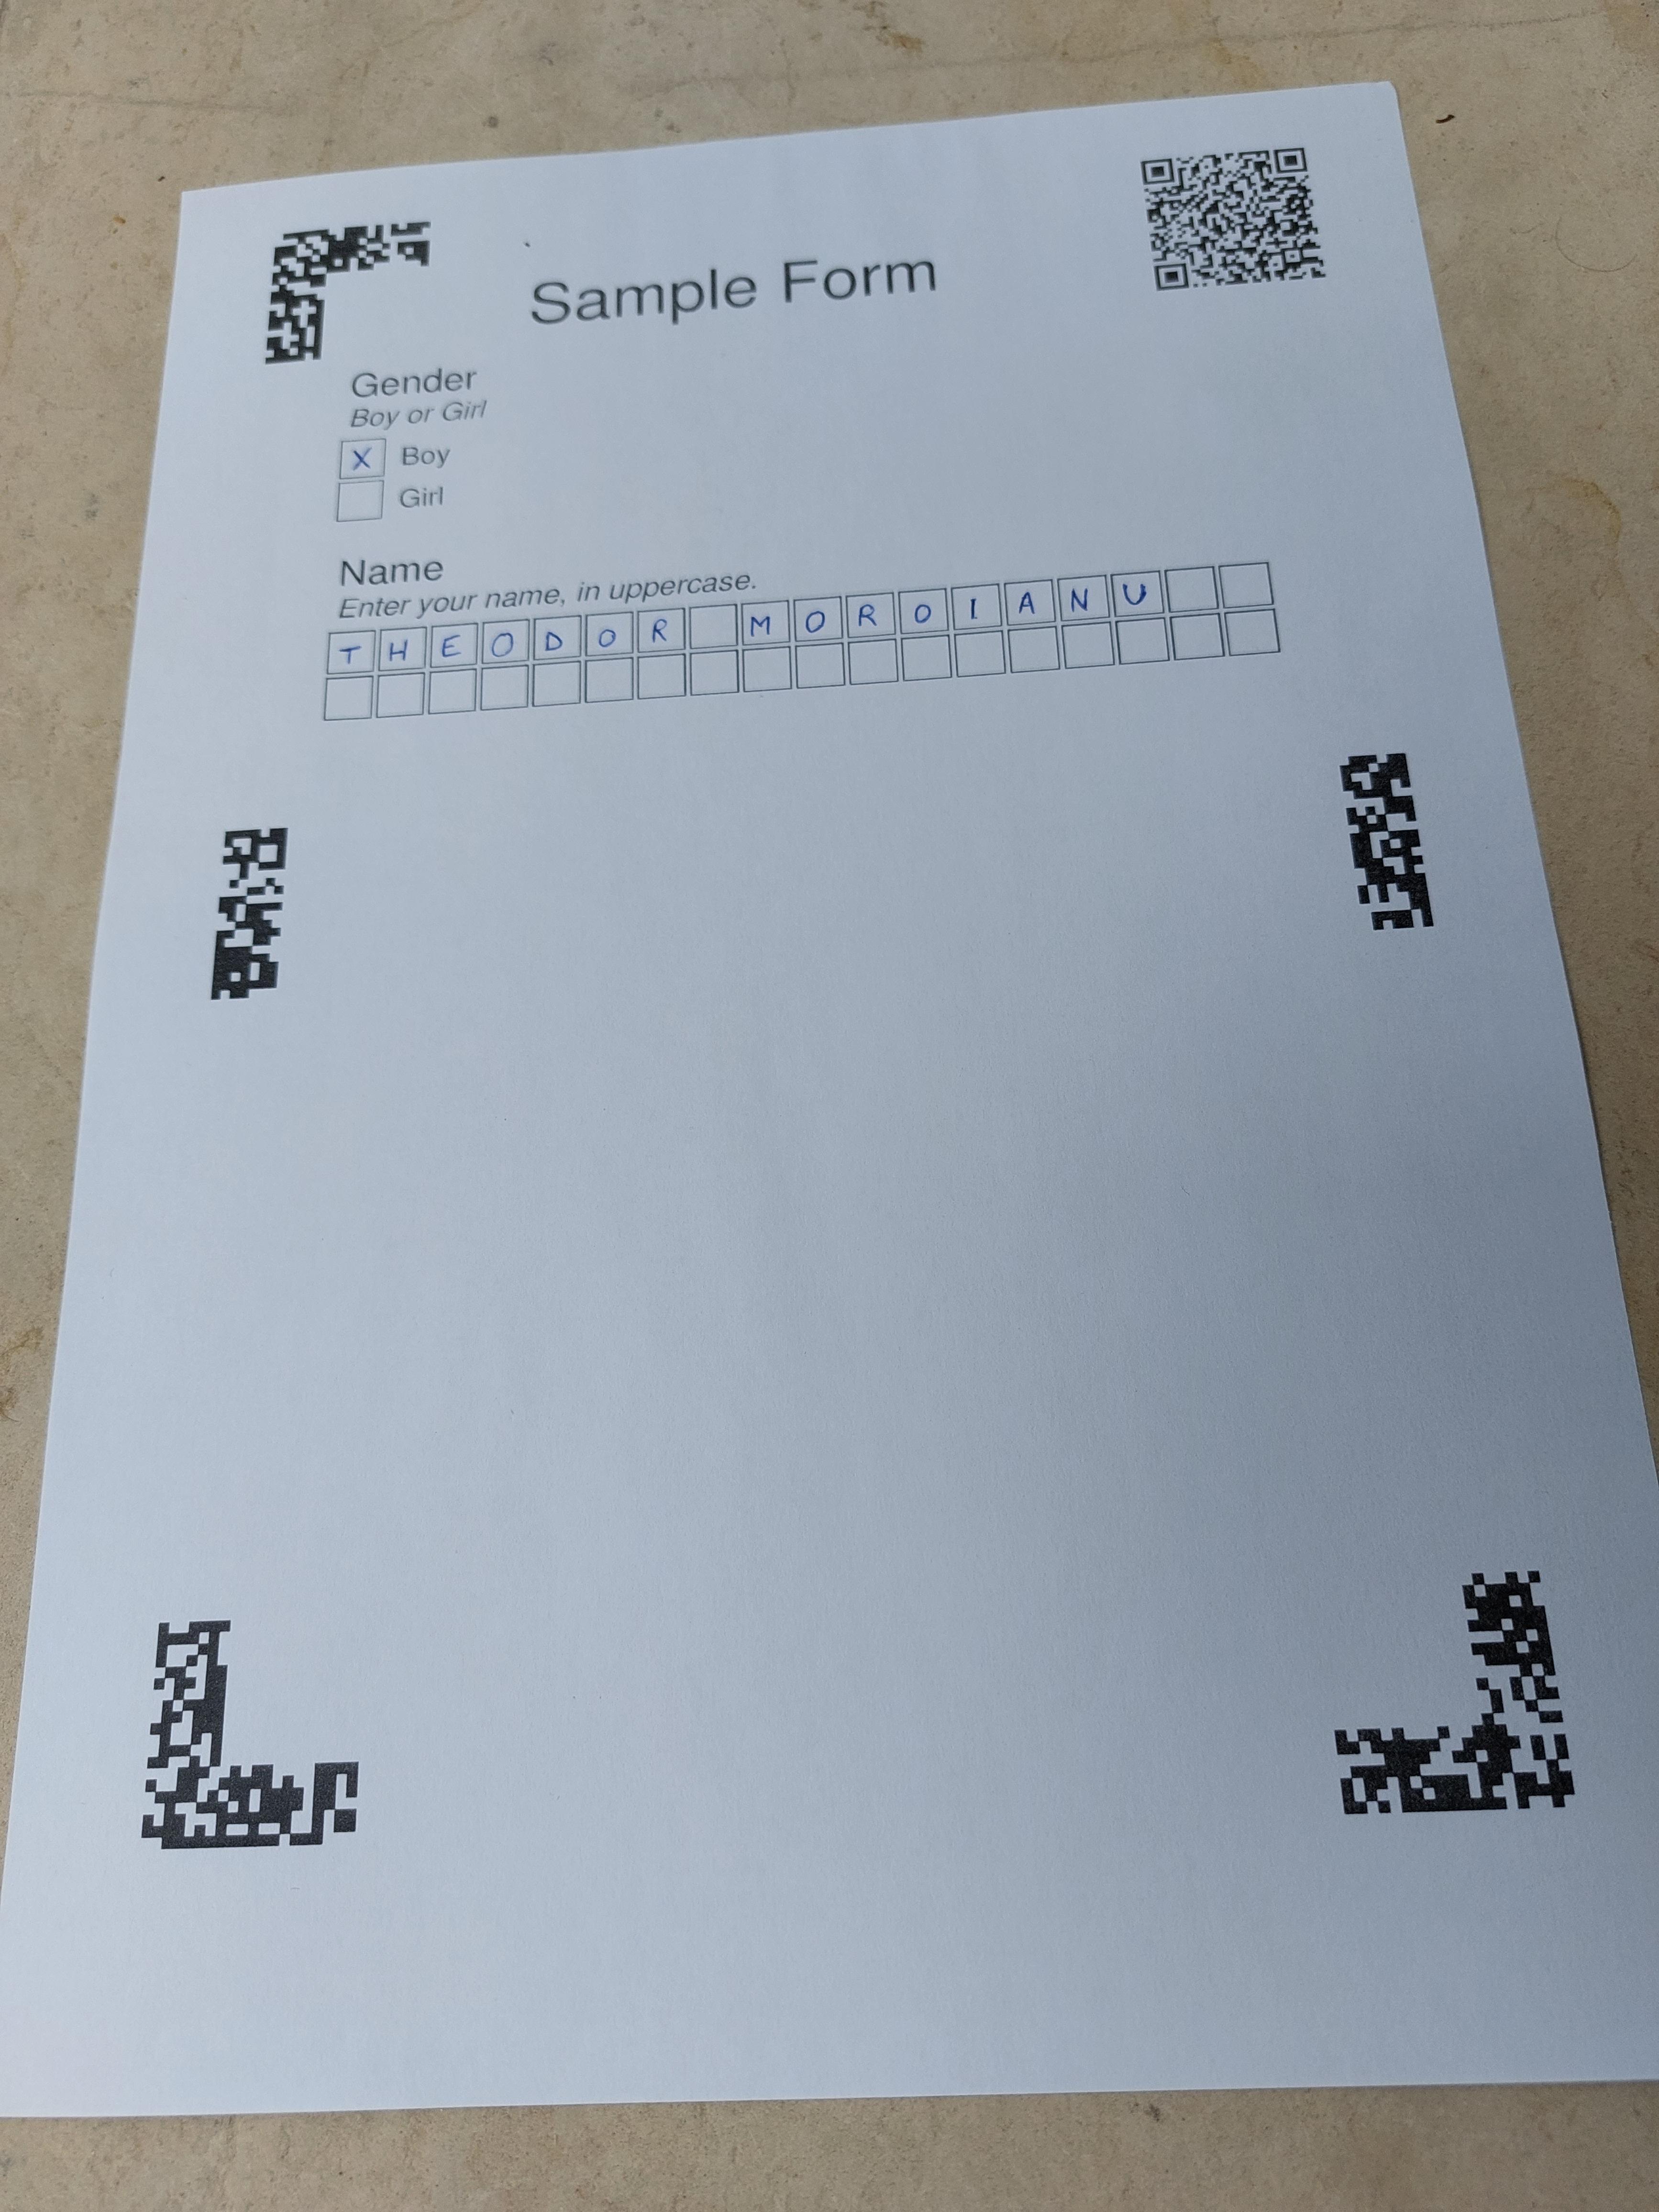 Sample Form
Gender
Boy or Girl
X Boy
Girl
Name
Enter your name, in uppercase.
THEODOR MOROIANU